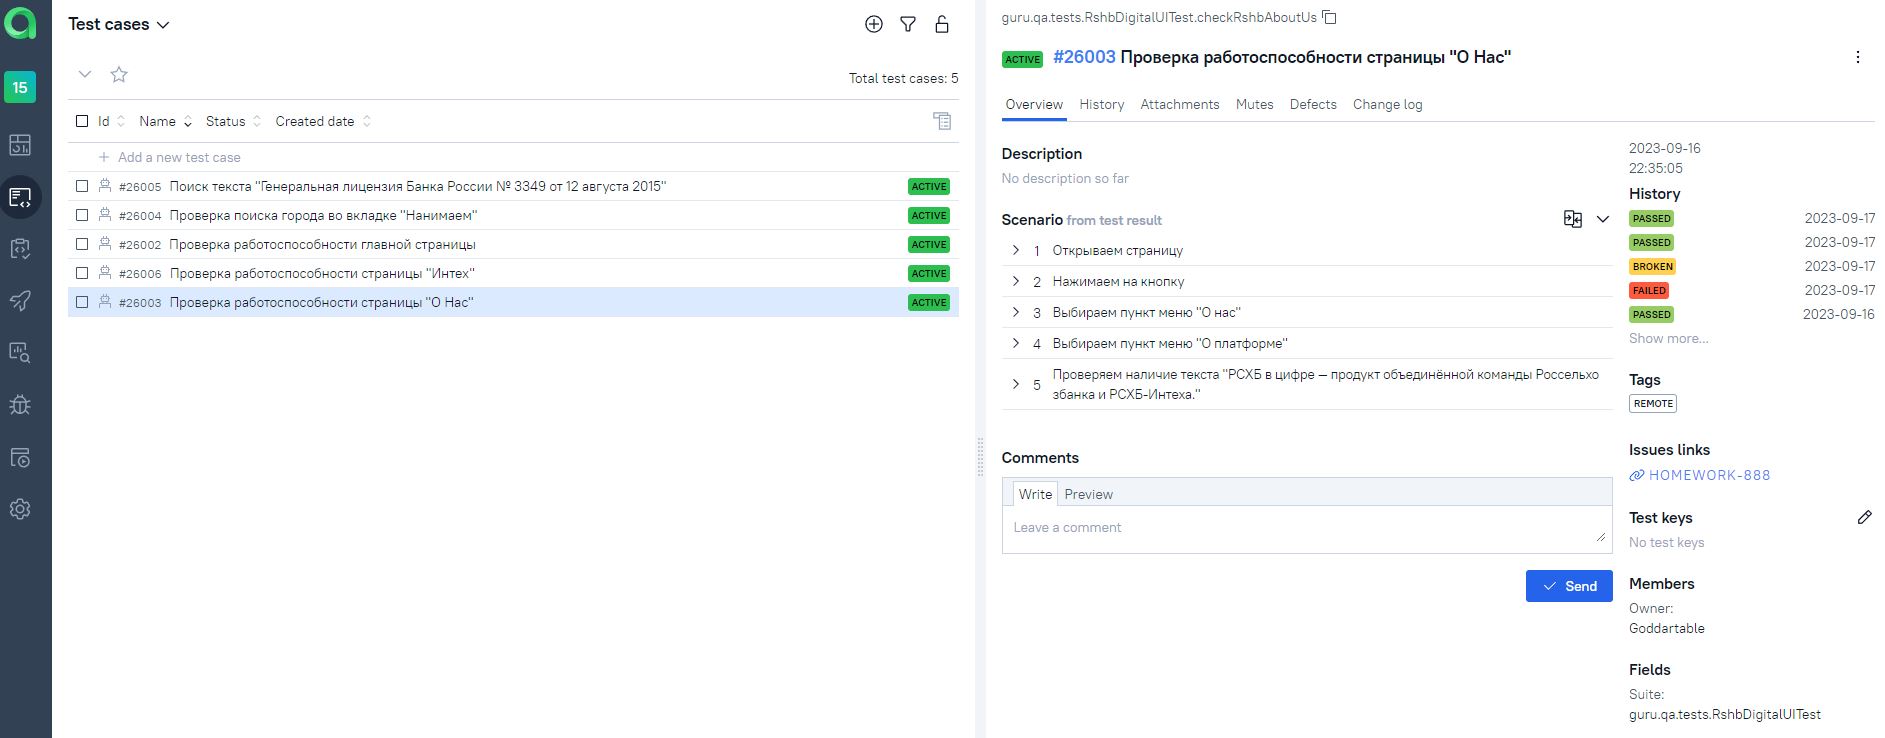 15
Test cases
Total test cases: 5
Id Name Status Created date
Add a new test case
#26005 Поиск текста "Генеральная лицензия Банка России № 3349 от 12 августа 2015" ACTIVE
#26004 Проверка поиска города во вкладке "Нанимаем" ACTIVE
#26002 Проверка работоспособности главной страницы ACTIVE
#26006 Проверка работоспособности страницы "Интех" ACTIVE
#26003 Проверка работоспособности страницы "О Нас" ACTIVE
guru.qa.tests.RshbDigitalUITest.checkRshbAboutUs
ACTIVE #26003 Проверка работоспособности страницы "О Нас"
Overview History Attachments Mutes Defects Change log
Description
No description so far
Scenario from test result
1 Открываем страницу
2 Нажимаем на кнопку
3 Выбираем пункт меню "О нас"
4 Выбираем пункт меню "О платформе"
5 Проверяем наличие текста "РСХБ в цифре — продукт объединённой команды Россельхо
збанка и РСХБ-Интеха."
Comments
Write Preview
Leave a comment
Send
2023-09-16
22:35:05
History
PASSED 2023-09-17
PASSED 2023-09-17
BROKEN 2023-09-17
FAILED 2023-09-17
PASSED 2023-09-16
Show more...
Tags
REMOTE
Issues links
HOMEWORK-888
Test keys
No test keys
Members
Owner:
Goddartable
Fields
Suite:
guru.qa.tests.RshbDigitalUITest